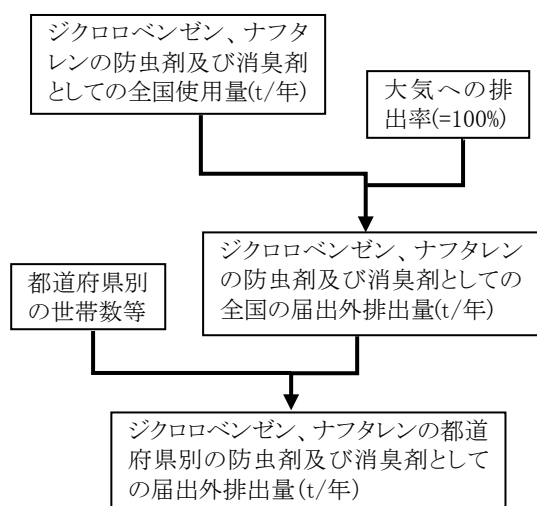 ジクロロベンゼン、ナフタ
レンの防虫剤及び消臭剤
としての全国使用量(t/年)
大気への排
出率(=100%)
ジクロロベンゼン、ナフタレン
の防虫剤及び消臭剤としての
全国の届出外排出量(t/年)
都道府県別
の世帯数等
ジクロロベンゼン、ナフタレンの都道
府県別の防虫剤及び消臭剤として
の届出外排出量(t/年)